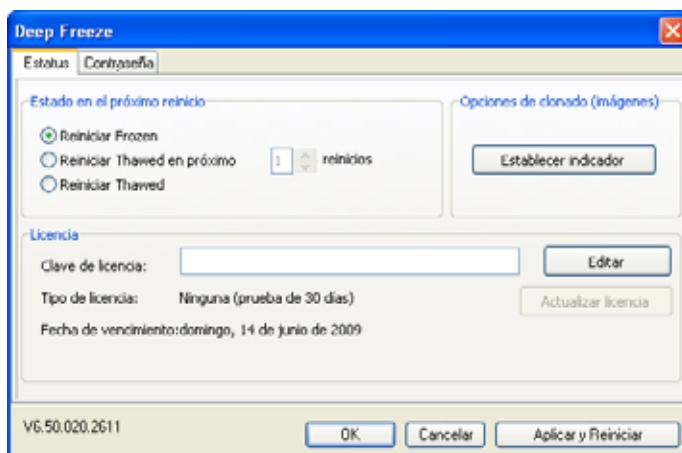 Deep Freeze
Estatus Contraseña
Estado en el próximo reinicio
Reiniciar Frozen
Reiniciar Thawed en próximo 1 reinicios
Reiniciar Thawed
Opciones de clonado (imágenes)
Establecer indicador
Licencia
Clave de licencia:
Editar
Tipo de licencia: Ninguna (prueba de 30 días)
Actualizar licencia
Fecha de vencimiento:domingo, 14 de junio de 2009
V6.50.020.2611
OK Cancelar Aplicar y Reiniciar